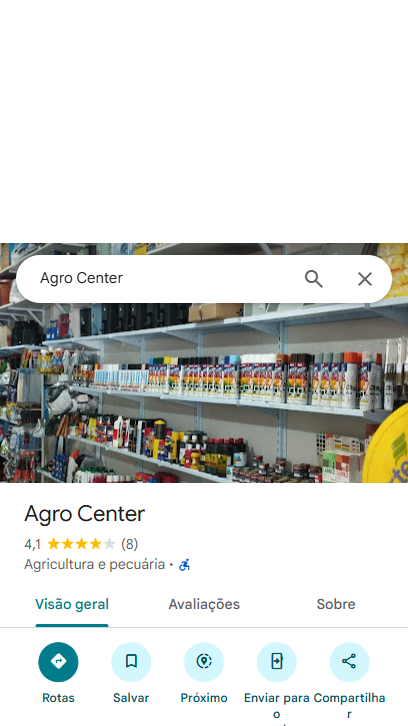 Agro Center
Agro Center
4,1 (8)
Agricultura e pecuária ·
Visão geral Avaliações Sobre
Rotas Salvar Próximo Enviar para o Compartilhar